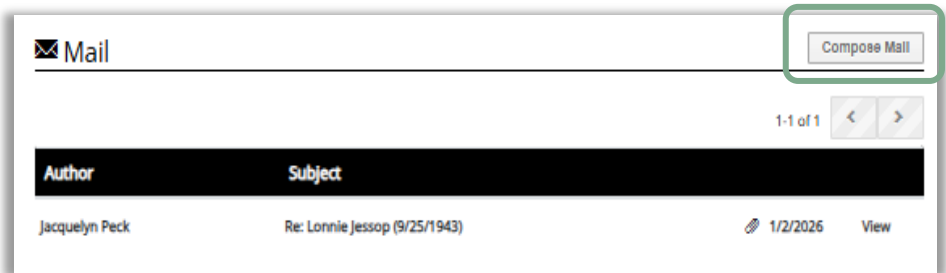 Mail
Compose Mail
1-1 of 1
Author Subject
Jacquelyn Peck Re: Lonnie Jessop (9/25/1943) 1/2/2026 View